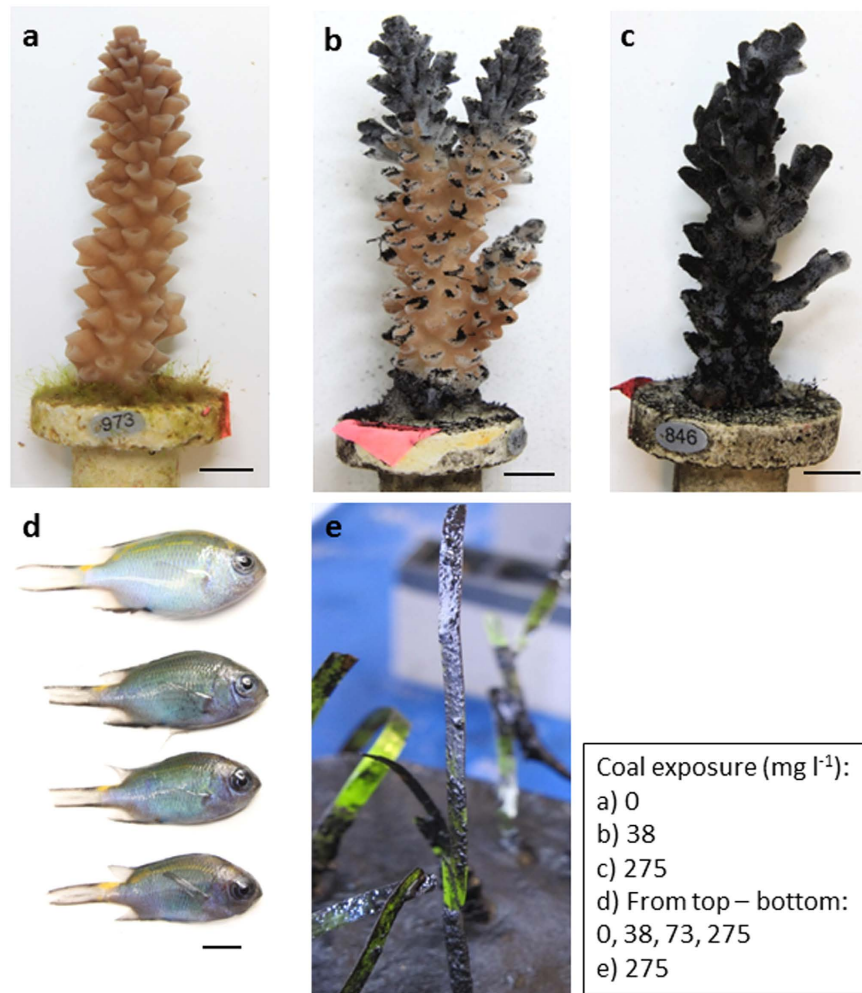 a
b
c
973
846
d
e
Coal exposure (mg l⁻¹):
a) 0
b) 38
c) 275
d) From top – bottom:
0, 38, 73, 275
e) 275